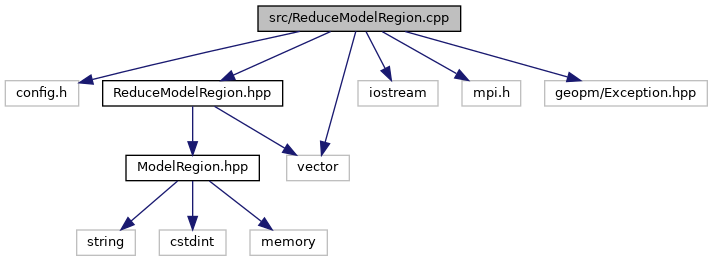 src/ReduceModelRegion.cpp
config.h
ReduceModelRegion.hpp
iostream
mpi.h
geopm/Exception.hpp
ModelRegion.hpp
vector
string
cstdint
memory